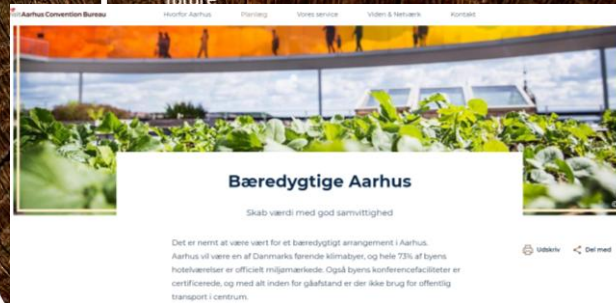 Aarhus Convention Bureau
Hvorfor Aarhus Planlæg Vores service Viden & Netværk Kontakt
Bæredygtige Aarhus
Skab værdi med god samvittighed
Det er nemt at være vært for et bæredygtigt arrangement i Aarhus.
Aarhus vil være en af Danmarks førende klimabyer, og hele 73% af byens
hotelværelser er officielt miljømærkede. Også byens konferencefaciliteter er
certificerede, og med alt inden for gåafstand er der ikke brug for offentlig
transport i centrum.
Udskriv Del med